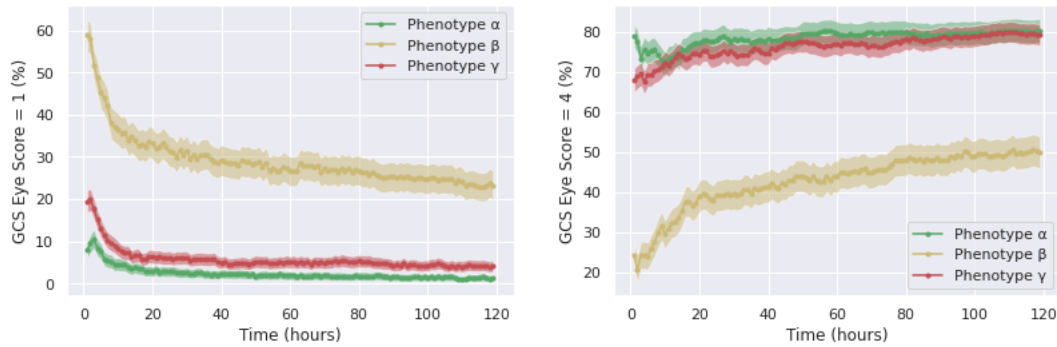 GCS Eye Score = 1 (%)
60
50
40
30
20
10
0
Phenotype α
Phenotype β
Phenotype γ
0 20 40 60 80 100 120
Time (hours)
GCS Eye Score = 4 (%)
80
70
60
50
40
30
20
Phenotype α
Phenotype β
Phenotype γ
0 20 40 60 80 100 120
Time (hours)